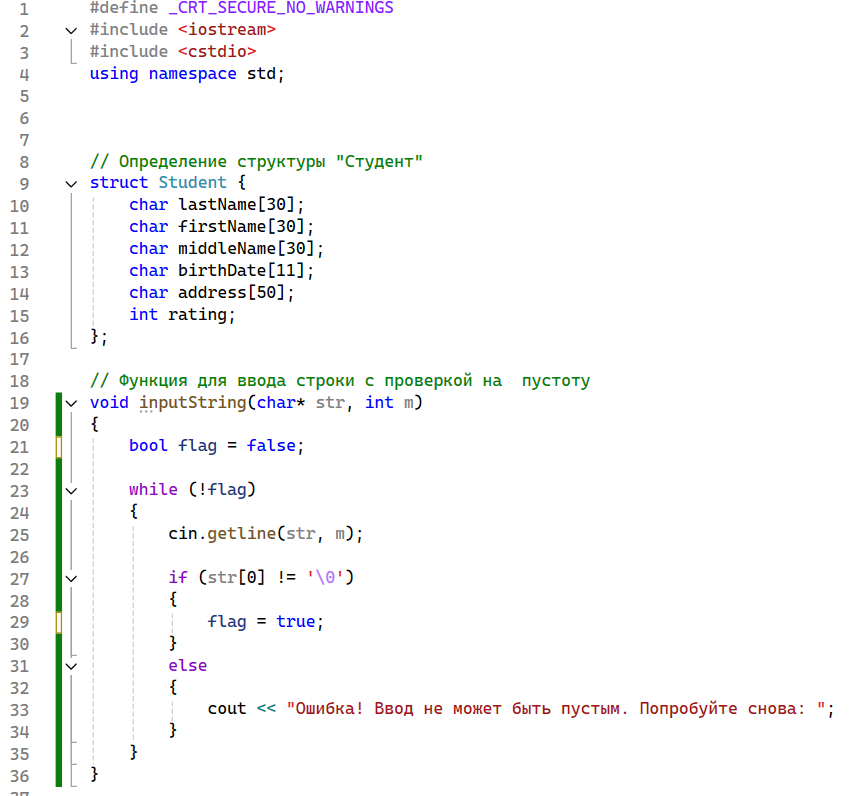 1 #define _CRT_SECURE_NO_WARNINGS
2 #include <iostream>
3 #include <cstdio>
4 using namespace std;
5
6
7
8 // Определение структуры "Студент"
9 struct Student {
10     char lastName[30];
11     char firstName[30];
12     char middleName[30];
13     char birthDate[11];
14     char address[50];
15     int rating;
16 };
17
18 // Функция для ввода строки с проверкой на  пустоту
19 void inputString(char* str, int m)
20 {
21     bool flag = false;
22
23     while (!flag)
24     {
25         cin.getline(str, m);
26
27         if (str[0] != '\0')
28         {
29             flag = true;
30         }
31         else
32         {
33             cout << "Ошибка! Ввод не может быть пустым. Попробуйте снова: ";
34         }
35     }
36 }
37